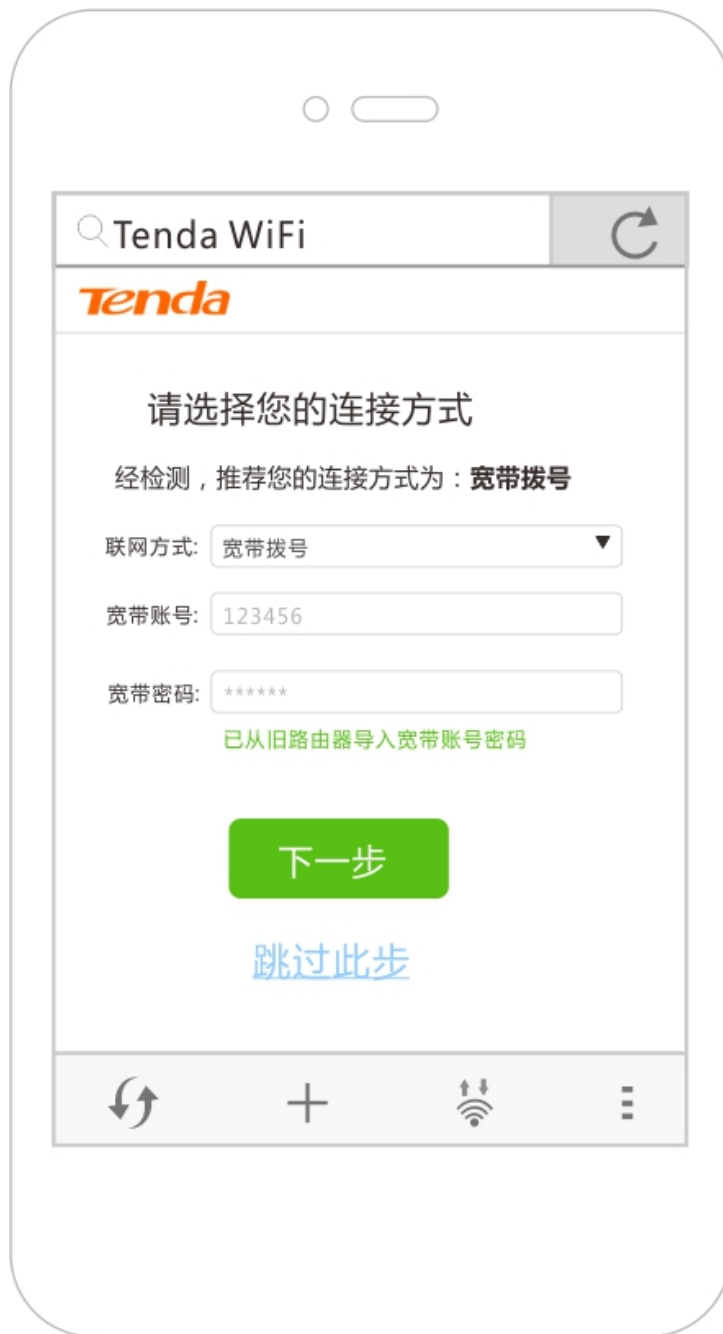 Tenda WiFi
Tenda
请选择您的连接方式
经检测，推荐您的连接方式为：宽带拨号
联网方式: 宽带拨号
宽带账号: 123456
宽带密码: ******
已从旧路由器导入宽带账号密码
下一步
跳过此步